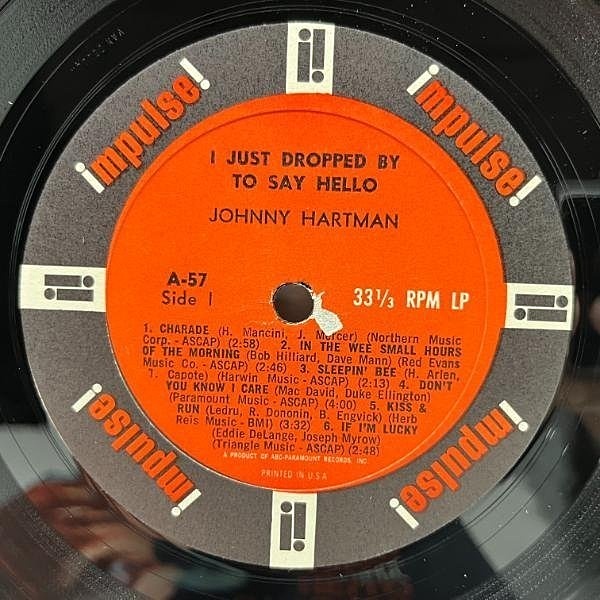 impulse!
impulse!
I JUST DROPPED BY
TO SAY HELLO
JOHNNY HARTMAN
A-57
Side 1
33 1/3 RPM LP
1. CHARADE (H. Mancini, J. Mercer) (Northern Music
Corp. - ASCAP) (2:58) 2. IN THE WEE SMALL HOURS
OF THE MORNING (Bob Hilliard, Dave Mann) (Red Evans
Music Co. - ASCAP) (2:46) 3. SLEEPIN' BEE (H. Arlen,
T. Capote) (Harwin Music - ASCAP) (2:13) 4. DON'T
YOU KNOW I CARE (Mac David, Duke Ellington)
(Paramount Music - ASCAP) (4:00) 5. KISS &
RUN (Ledru, R. Dononin, B. Engvick) (Herb
Reis Music - BMI) (3:32) 6. IF I'M LUCKY
(Eddie DeLange, Joseph Myrow)
(Triangle Music - ASCAP) (2:48)
A PRODUCT OF ABC-PARAMOUNT RECORDS, INC.
PRINTED IN U.S.A
impulse!
impulse!